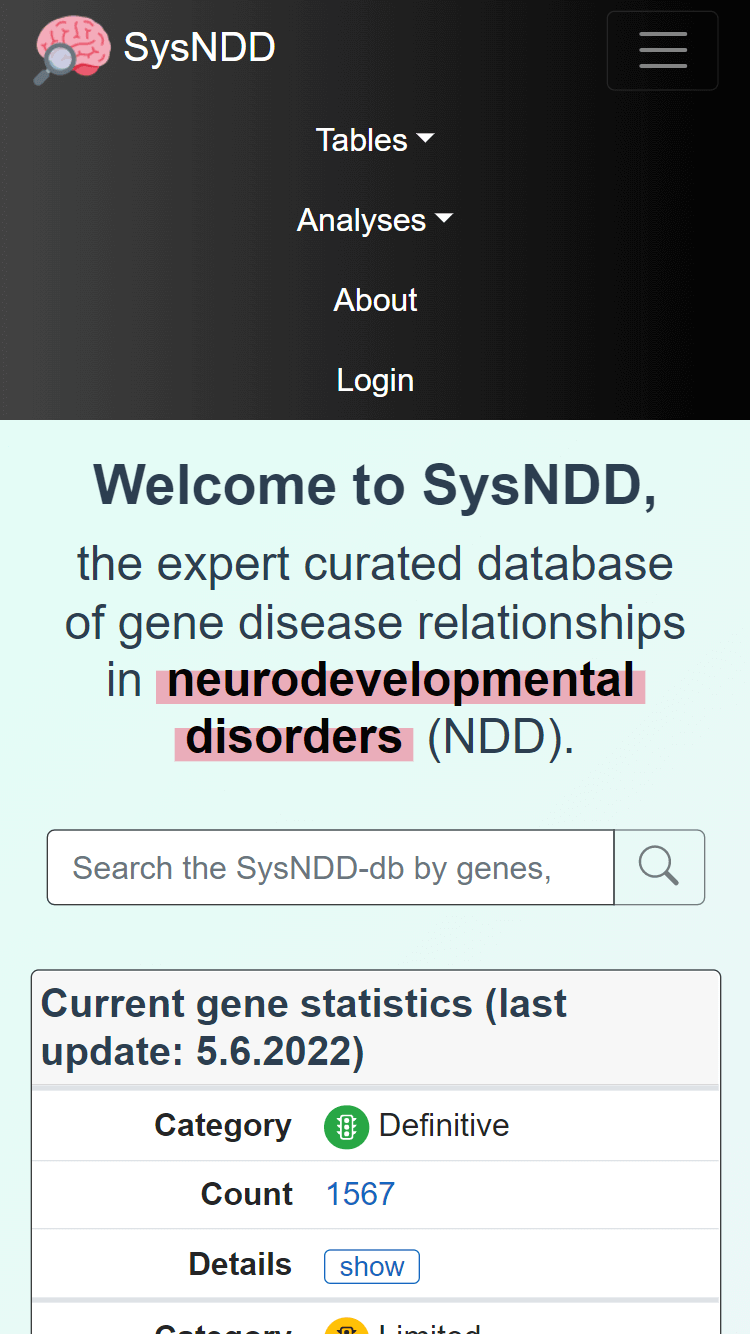 SysNDD
Tables
Analyses
About
Login
Welcome to SysNDD,
the expert curated database
of gene disease relationships
in neurodevelopmental
disorders (NDD).
Search the SysNDD-db by genes,
Current gene statistics (last
update: 5.6.2022)
Category Definitive
Count 1567
Details show
Category Limited